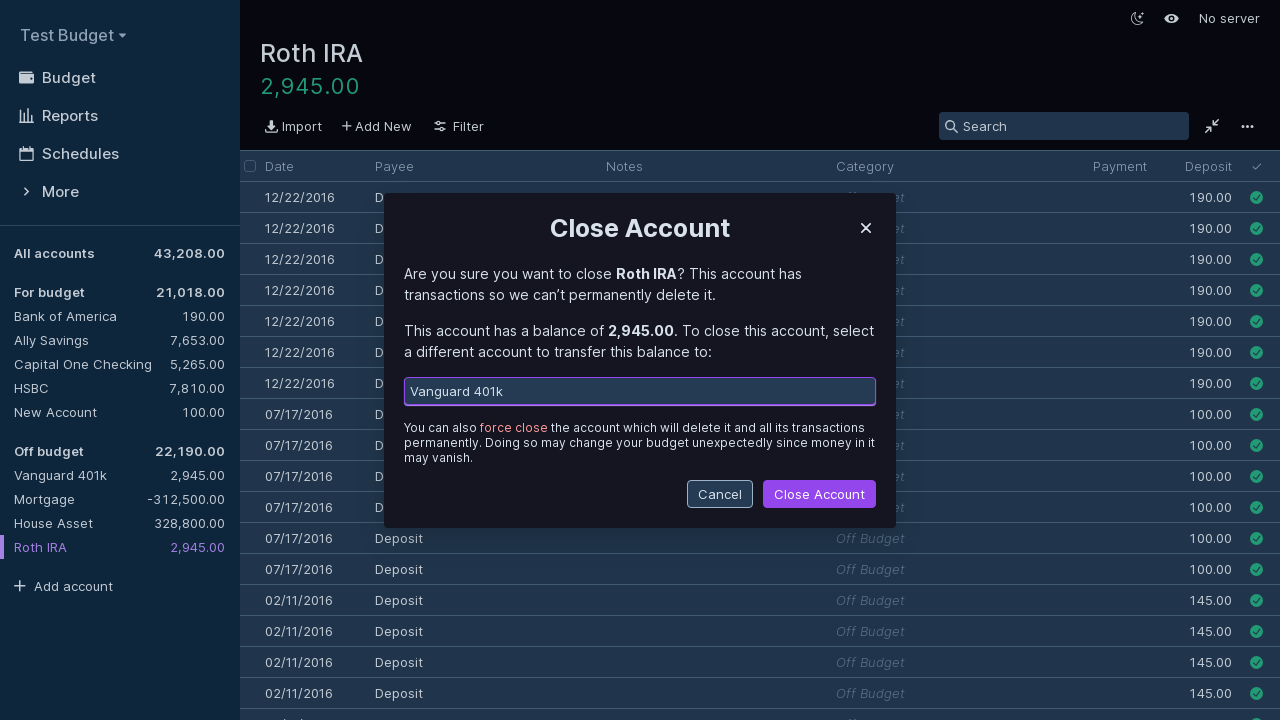 Test Budget
Budget
Reports
Schedules
More
All accounts 43,208.00
For budget 21,018.00
Bank of America 190.00
Ally Savings 7,653.00
Capital One Checking 5,265.00
HSBC 7,810.00
New Account 100.00
Off budget 22,190.00
Vanguard 401k 2,945.00
Mortgage -312,500.00
House Asset 328,800.00
Roth IRA 2,945.00
Add account
No server
Roth IRA
2,945.00
Import Add New Filter Search
Date Payee Notes Category Payment Deposit
12/22/2016 190.00
12/22/2016 190.00
12/22/2016 190.00
12/22/2016 190.00
12/22/2016 190.00
12/22/2016 190.00
12/22/2016 190.00
07/17/2016 100.00
07/17/2016 100.00
07/17/2016 100.00
07/17/2016 100.00
07/17/2016 Deposit Off Budget 100.00
07/17/2016 Deposit Off Budget 100.00
02/11/2016 Deposit Off Budget 145.00
02/11/2016 Deposit Off Budget 145.00
02/11/2016 Deposit Off Budget 145.00
02/11/2016 Deposit Off Budget 145.00
Close Account
Are you sure you want to close Roth IRA? This account has
transactions so we can’t permanently delete it.
This account has a balance of 2,945.00. To close this account, select
a different account to transfer this balance to:
Vanguard 401k
You can also force close the account which will delete it and all its transactions
permanently. Doing so may change your budget unexpectedly since money in it
may vanish.
Cancel Close Account